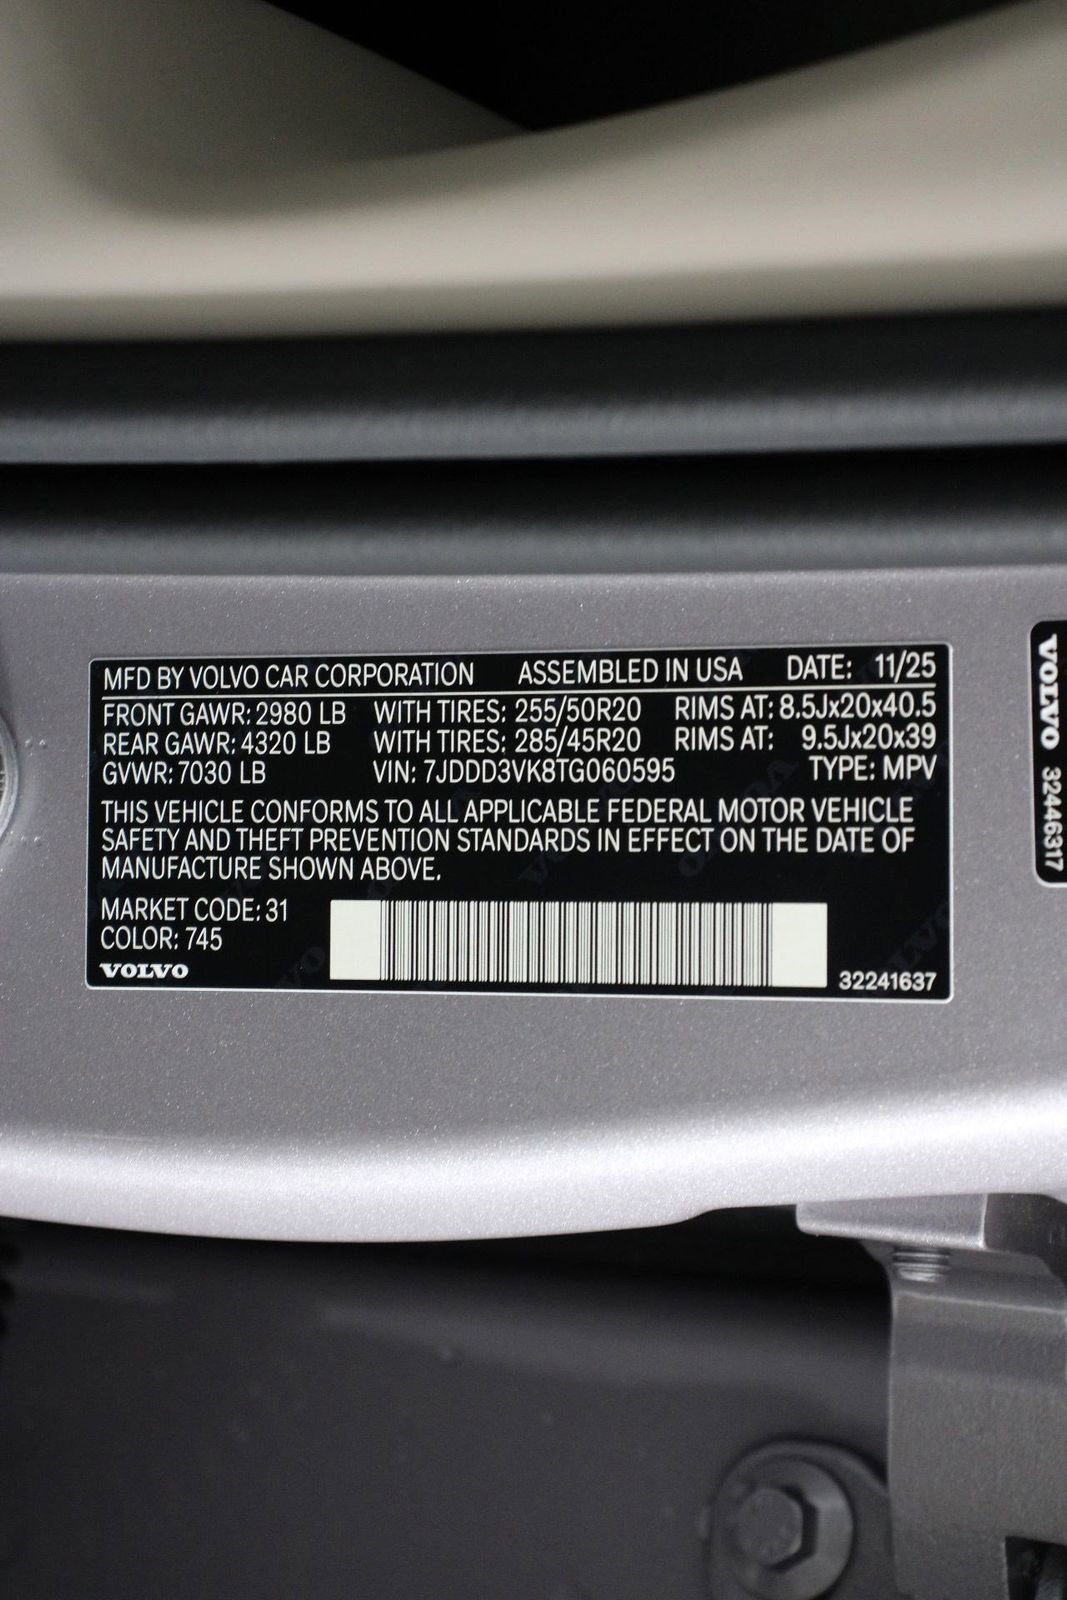 MFD BY VOLVO CAR CORPORATION ASSEMBLED IN USA DATE: 11/25
FRONT GAWR: 2980 LB WITH TIRES: 255/50R20 RIMS AT: 8.5Jx20x40.5
REAR GAWR: 4320 LB WITH TIRES: 285/45R20 RIMS AT: 9.5Jx20x39
GVWR: 7030 LB VIN: 7JDDD3VK8TG060595 TYPE: MPV
THIS VEHICLE CONFORMS TO ALL APPLICABLE FEDERAL MOTOR VEHICLE
SAFETY AND THEFT PREVENTION STANDARDS IN EFFECT ON THE DATE OF
MANUFACTURE SHOWN ABOVE.
MARKET CODE: 31
COLOR: 745
VOLVO
32241637
VOLVO 32446317